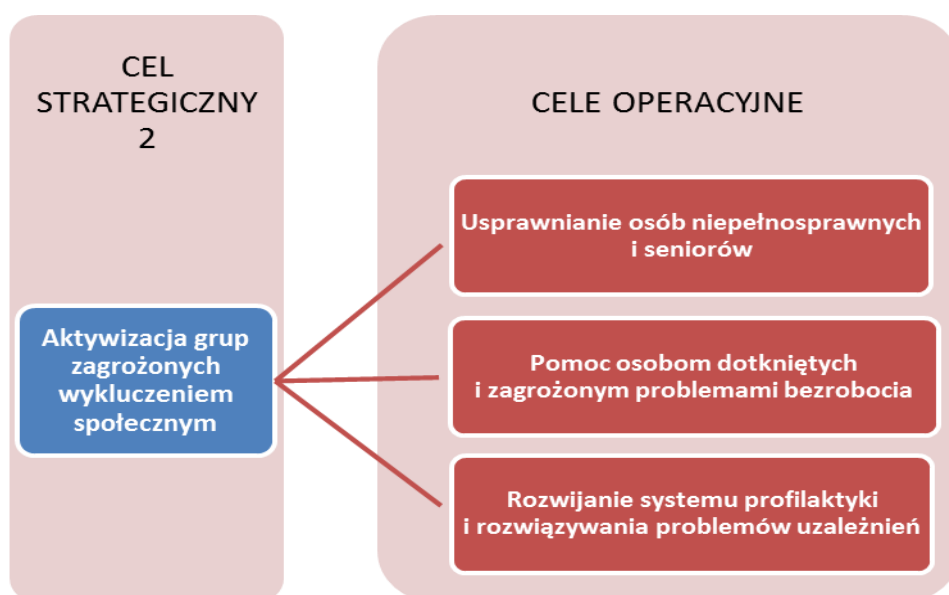 CEL
STRATEGICZNY
2
Aktywizacja grup
zagrożonych
wykluczeniem
społecznym
CELE OPERACYJNE
Usprawnianie osób niepełnosprawnych
i seniorów
Pomoc osobom dotkniętych
i zagrożonym problemami bezrobocia
Rozwijanie systemu profilaktyki
i rozwiązywania problemów uzależnień